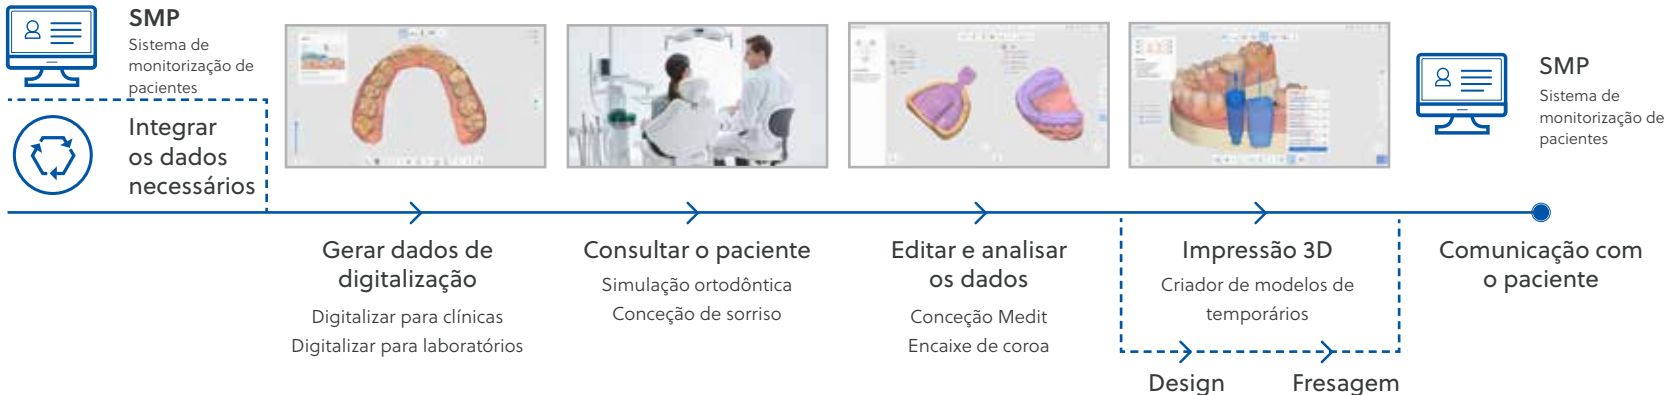 SMP
Sistema de
monitorização de
pacientes
Integrar
os dados
necessários
Gerar dados de
digitalização
Digitalizar para clínicas
Digitalizar para laboratórios
Consultar o paciente
Simulação ortodôntica
Conceção de sorriso
Editar e analisar
os dados
Conceção Medit
Encaixe de coroa
Impressão 3D
Criador de modelos de
temporários
Design
Fresagem
SMP
Sistema de
monitorização de
pacientes
Comunicação com
o paciente